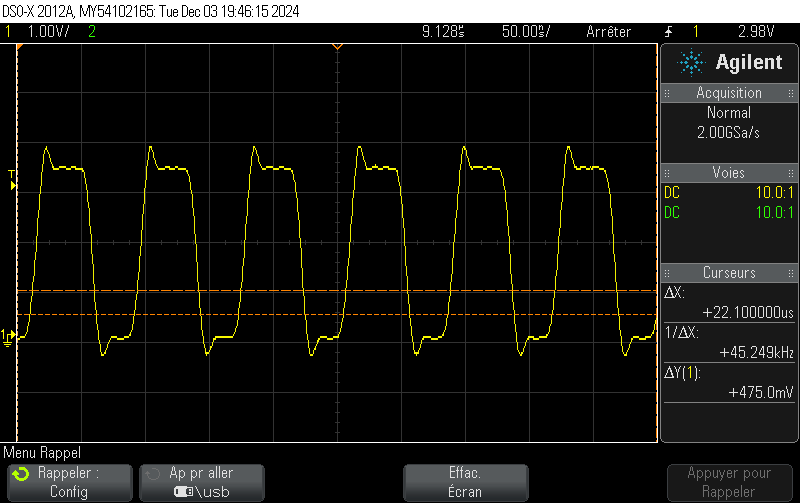 DSO-X 2012A, MY54102165: Tue Dec 03 19:46:15 2024
1 1.00V/ 2 9.128s 50.00s/ Arrêter 1 2.98V
Agilent
Acquisition
Normal
2.00GSa/s
Voies
DC 10.0:1
DC 10.0:1
Curseurs
ΔX:
+22.100000us
1/ΔX:
+45.249kHz
ΔY(1):
+475.0mV
T
1
Menu Rappel
Rappeler :
Config
Ap pr aller
\usb
Effac.
Écran
Appuyer pour
Rappeler